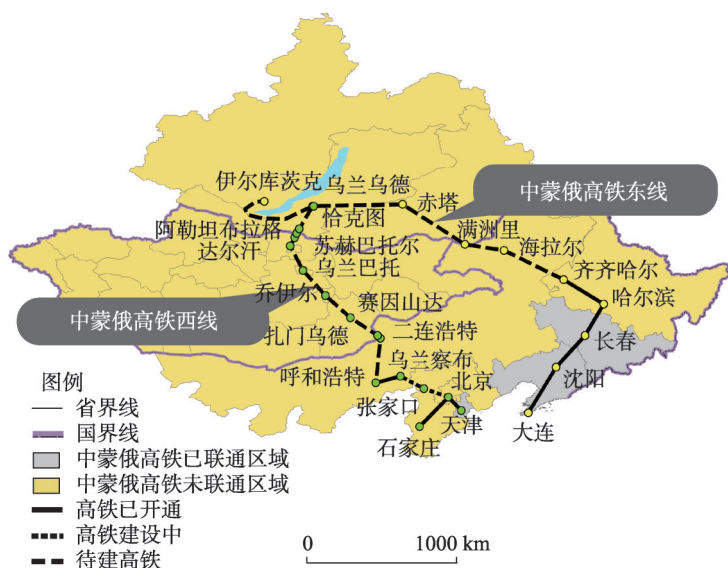 伊尔库茨克
乌兰乌德
赤塔
中蒙俄高铁东线
恰克图
满洲里
阿勒坦布拉格
苏赫巴托尔
海拉尔
达尔汗
乌兰巴托
齐齐哈尔
乔伊尔
赛因山达
哈尔滨
中蒙俄高铁西线
扎门乌德
二连浩特
长春
乌兰察布
呼和浩特
北京
沈阳
张家口
天津
大连
石家庄
图例
省界线
国界线
中蒙俄高铁已联通区域
中蒙俄高铁未联通区域
高铁已开通
高铁建设中
待建高铁
0 1000 km